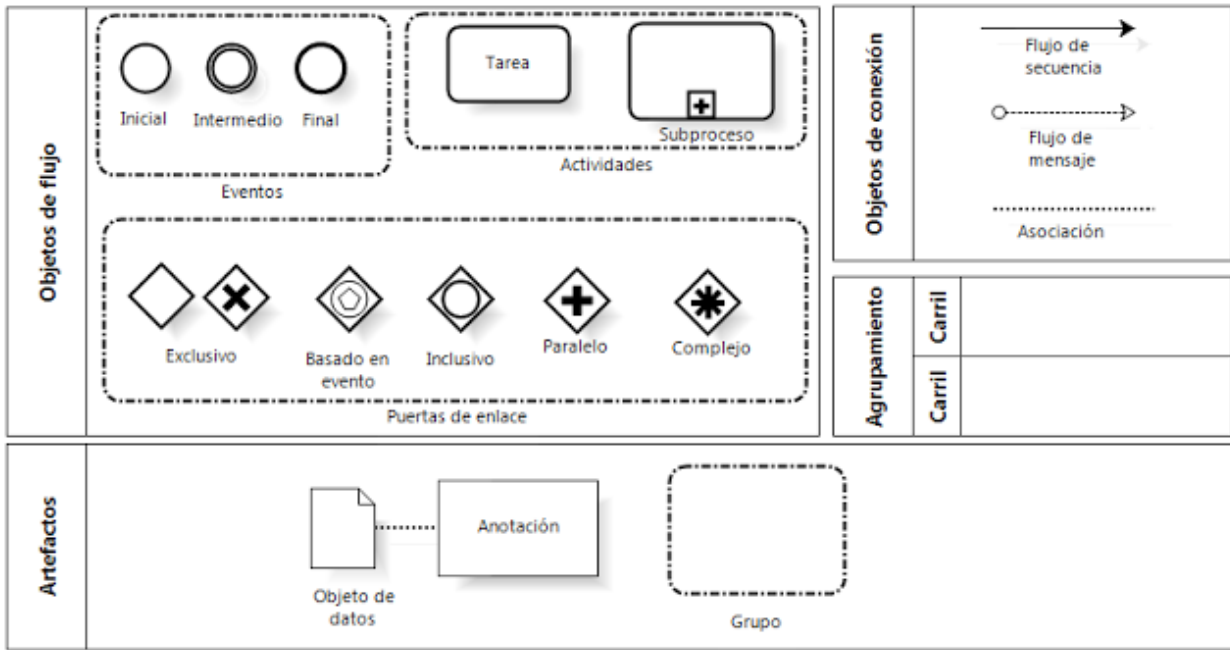 Objetos de flujo
Inicial
Intermedio
Final
Eventos
Tarea
Subproceso
Actividades
Exclusivo
Basado en
evento
Inclusivo
Paralelo
Complejo
Puertas de enlace
Objetos de conexión
Flujo de
secuencia
Flujo de
mensaje
Asociación
Agrupamiento
Carril
Carril
Artefactos
Objeto de
datos
Anotación
Grupo